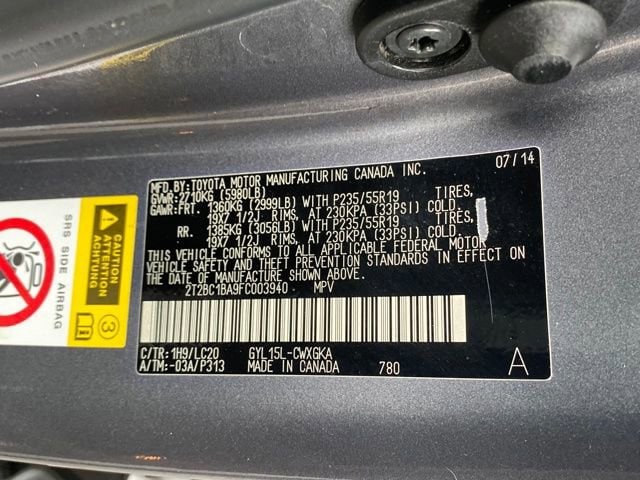 MFD. BY: TOYOTA MOTOR MANUFACTURING CANADA INC. 07/14
GVWR: 2710KG (5980LB)
GAWR: FRT. 1360KG (2999LB) WITH P235/55R19 TIRES,
19X7 1/2J RIMS, AT 230KPA (33PSI) COLD.
RR. 1385KG (3056LB) WITH P235/55R19 TIRES,
19X7 1/2J RIMS, AT 230KPA (33PSI) COLD.
THIS VEHICLE CONFORMS TO ALL APPLICABLE FEDERAL MOTOR
VEHICLE SAFETY AND THEFT PREVENTION STANDARDS IN EFFECT ON
THE DATE OF MANUFACTURE SHOWN ABOVE.
2T2BC1BA9FC003940 MPV
C/TR: 1H9/LC20 GYL15L-CWXGKA
A/TM: -03A/P313 MADE IN CANADA 780 A
SRS SIDE AIRBAG
CAUTION
ATTENTION
ACHTUNG
3